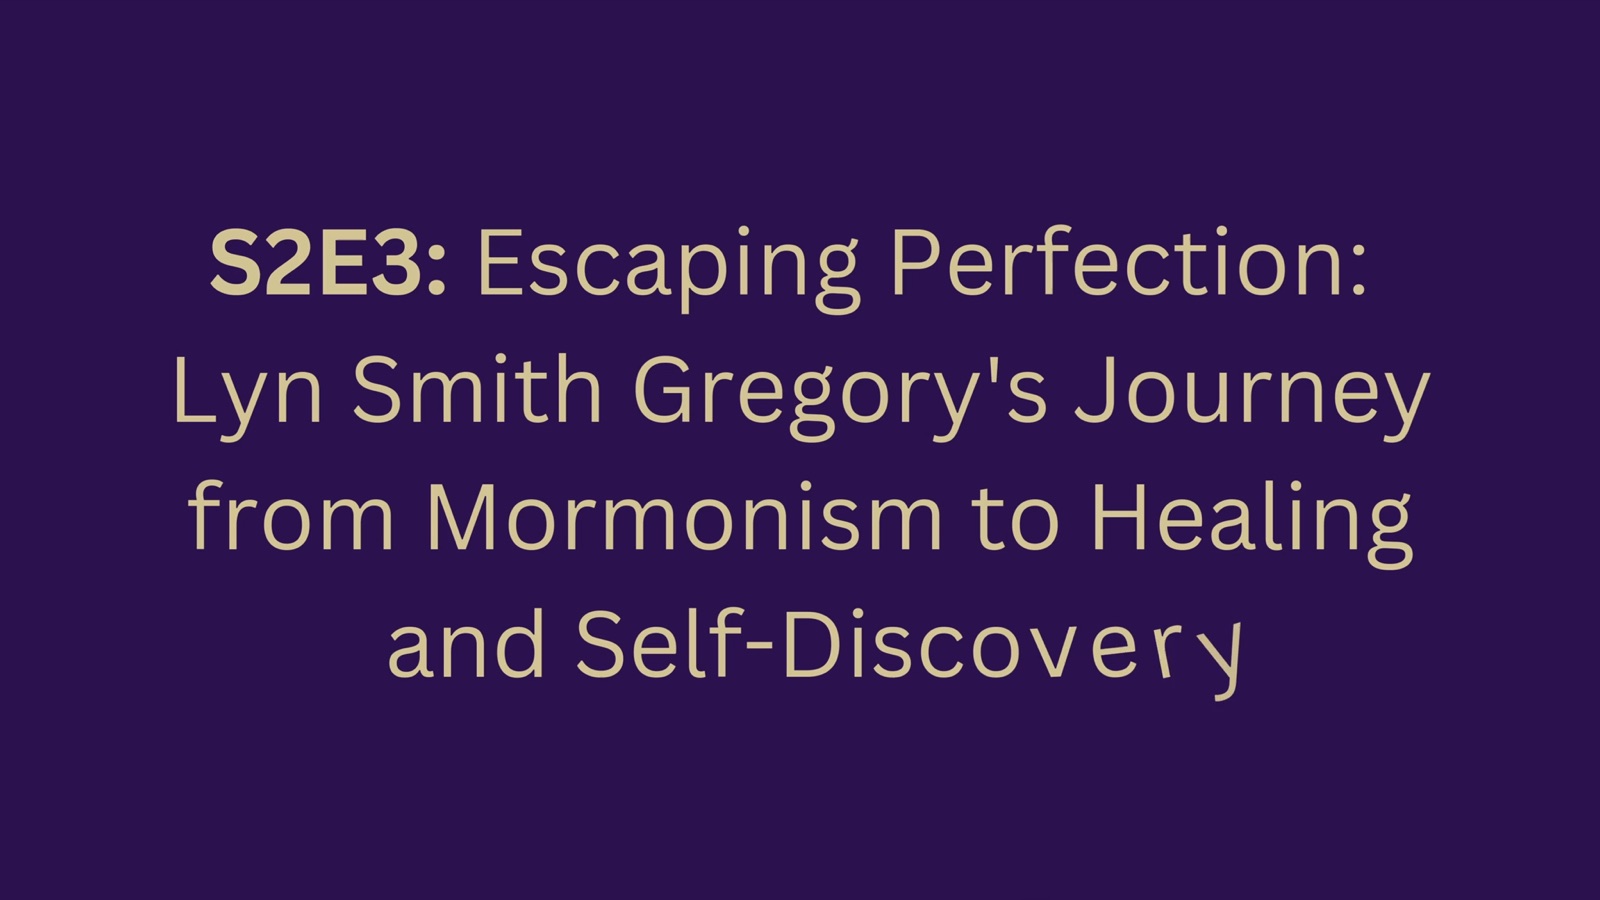 S2E3: Escaping Perfection:
Lyn Smith Gregory's Journey
from Mormonism to Healing
and Self-Discovery